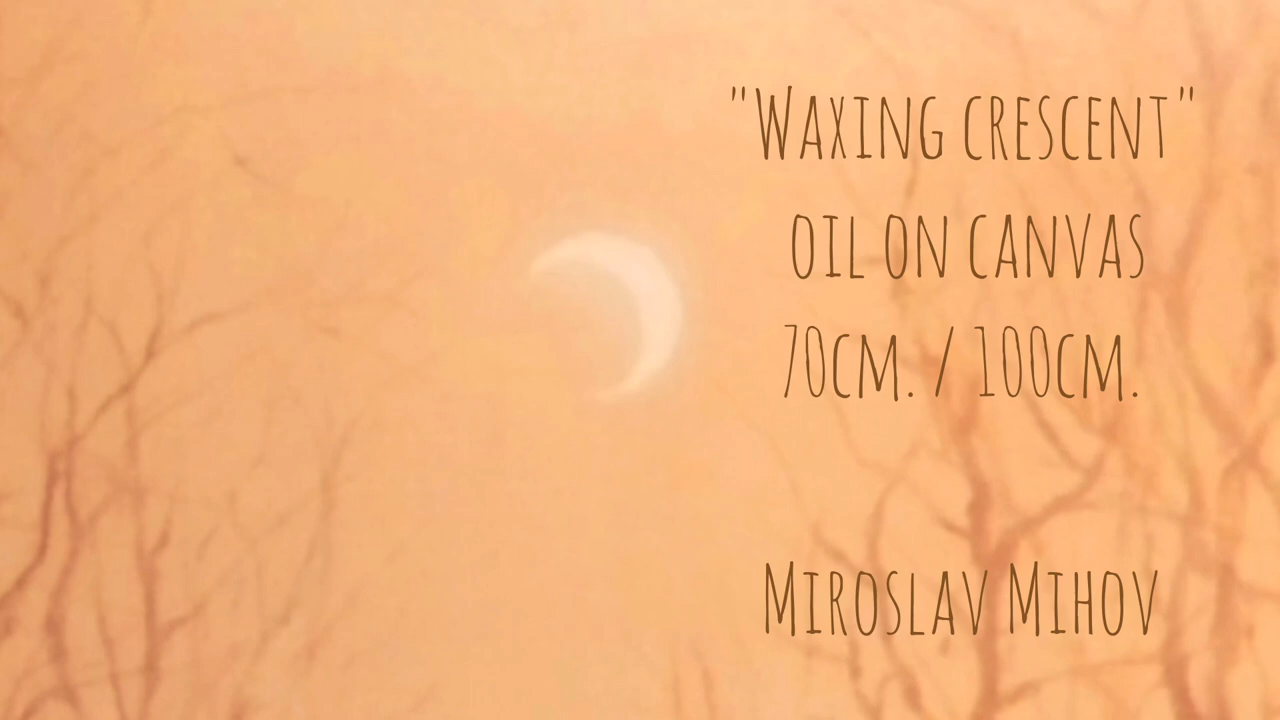 "Waxing crescent"
oil on canvas
70cm. / 100cm.
Miroslav Mihov